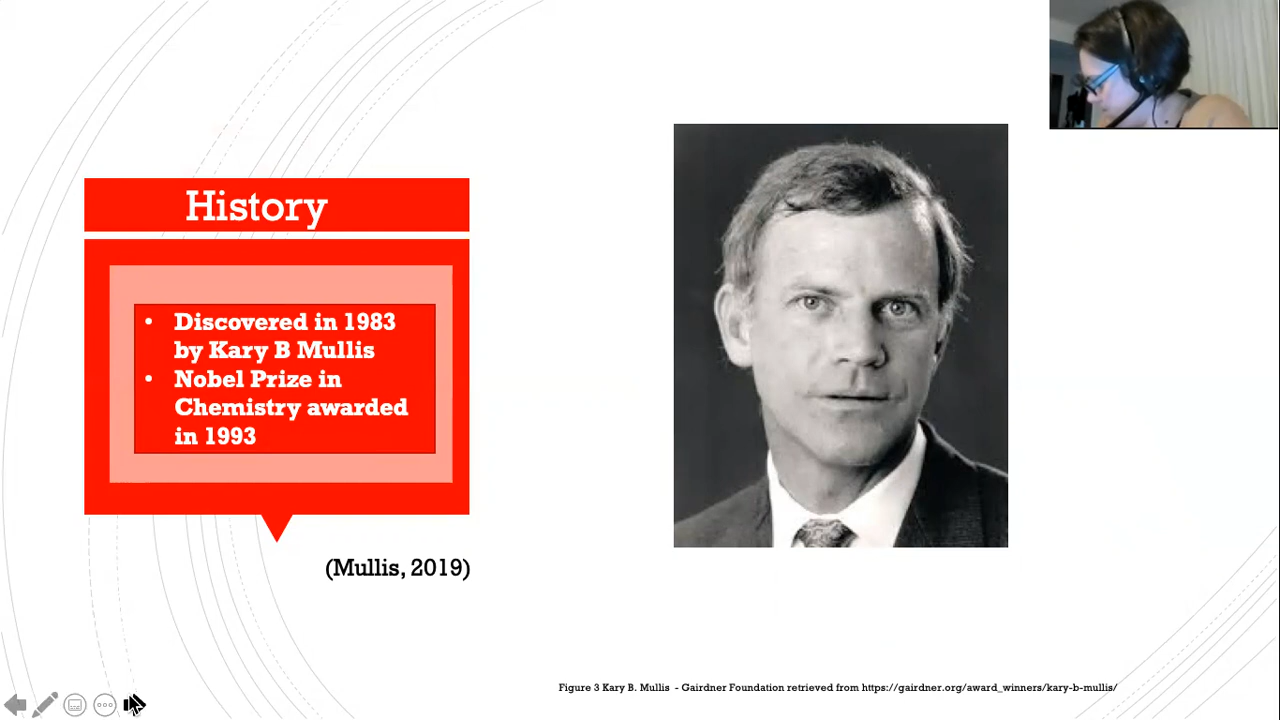 History
• Discovered in 1983
by Kary B Mullis
• Nobel Prize in
Chemistry awarded
in 1993
(Mullis, 2019)
Figure 3 Kary B. Mullis - Gairdner Foundation retrieved from https://gairdner.org/award_winners/kary-b-mullis/